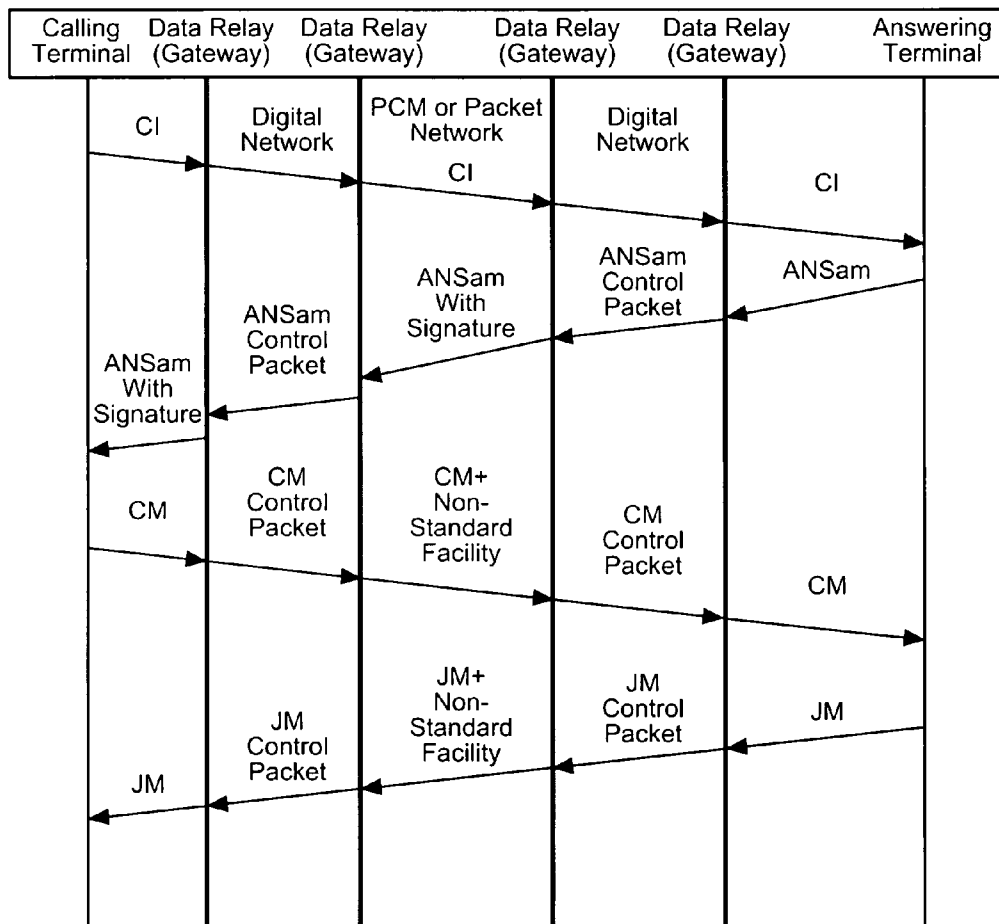 Calling
Terminal
Data Relay
(Gateway)
Data Relay
(Gateway)
Data Relay
(Gateway)
Data Relay
(Gateway)
Answering
Terminal
CI
Digital
Network
PCM or Packet
Network
CI
Digital
Network
CI
ANSam
ANSam
Control
Packet
ANSam
With
Signature
ANSam
Control
Packet
ANSam
With
Signature
CM
CM
Control
Packet
CM+
Non-
Standard
Facility
CM
Control
Packet
CM
JM
JM
Control
Packet
JM+
Non-
Standard
Facility
JM
Control
Packet
JM